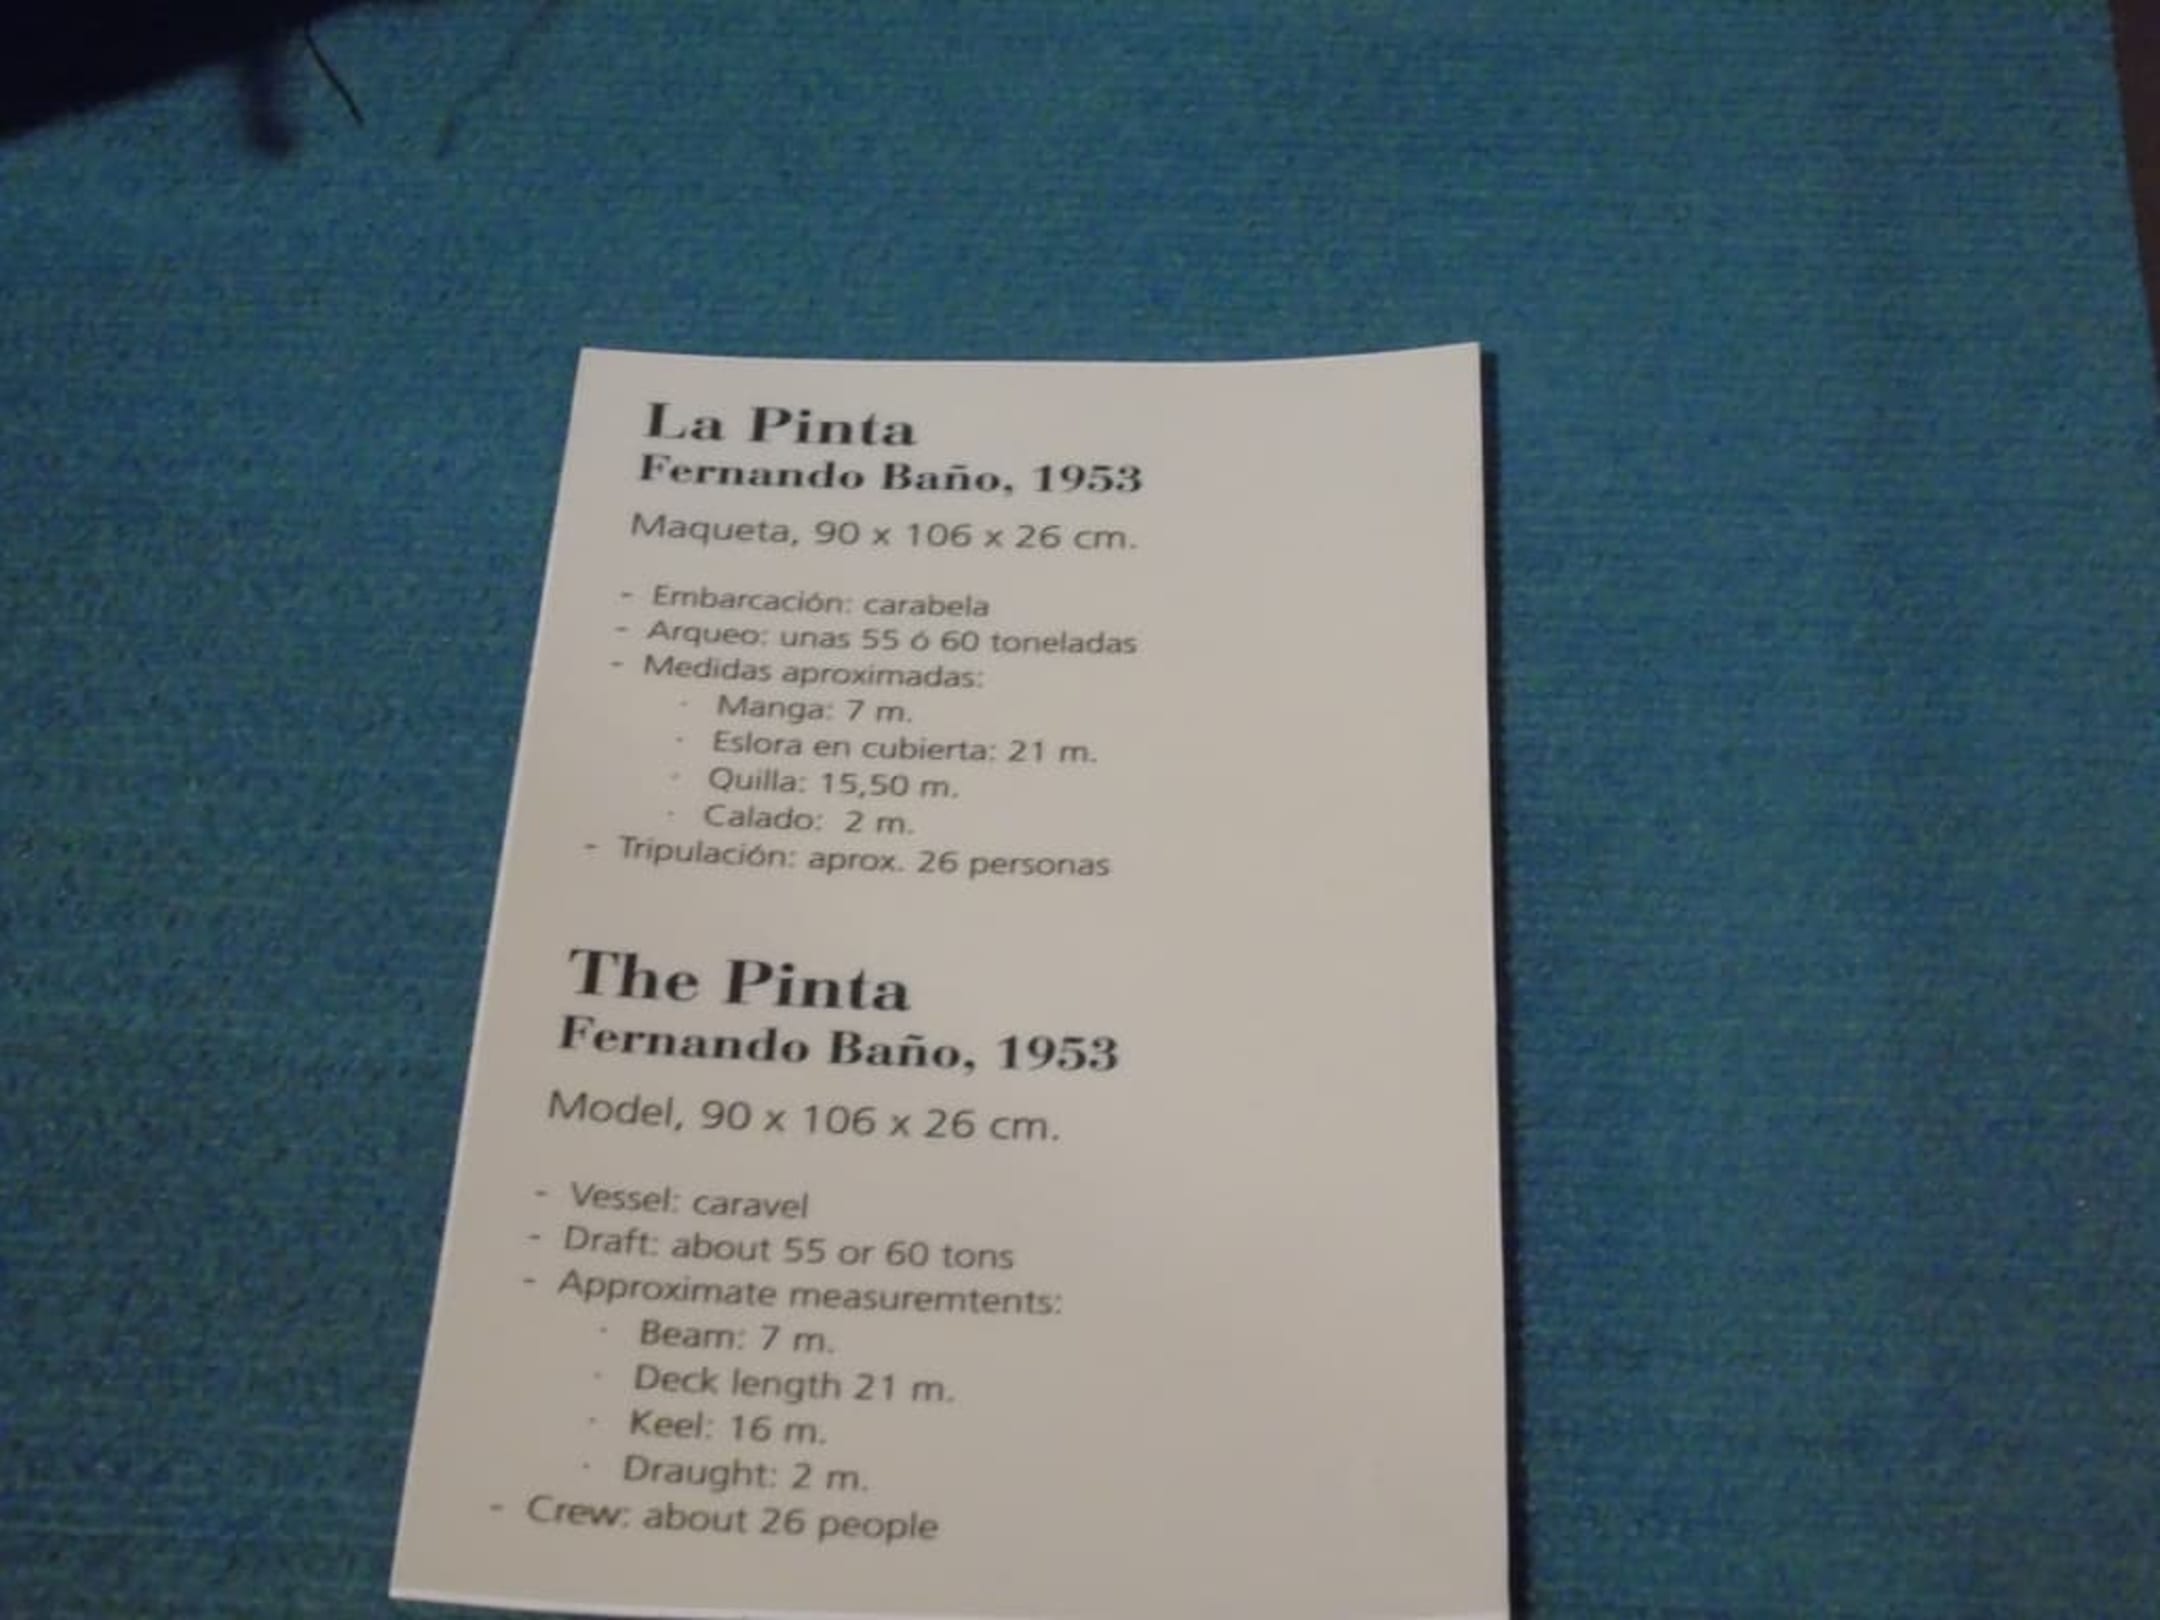 La Pinta
Fernando Baño, 1953
Maqueta, 90 x 106 x 26 cm.
- Embarcación: carabela
- Arqueo: unas 55 ó 60 toneladas
- Medidas aproximadas:
· Manga: 7 m.
· Eslora en cubierta: 21 m.
· Quilla: 15,50 m.
· Calado: 2 m.
- Tripulación: aprox. 26 personas
The Pinta
Fernando Baño, 1953
Model, 90 x 106 x 26 cm.
- Vessel: caravel
- Draft: about 55 or 60 tons
- Approximate measuremtents:
· Beam: 7 m.
· Deck length 21 m.
· Keel: 16 m.
· Draught: 2 m.
- Crew: about 26 people